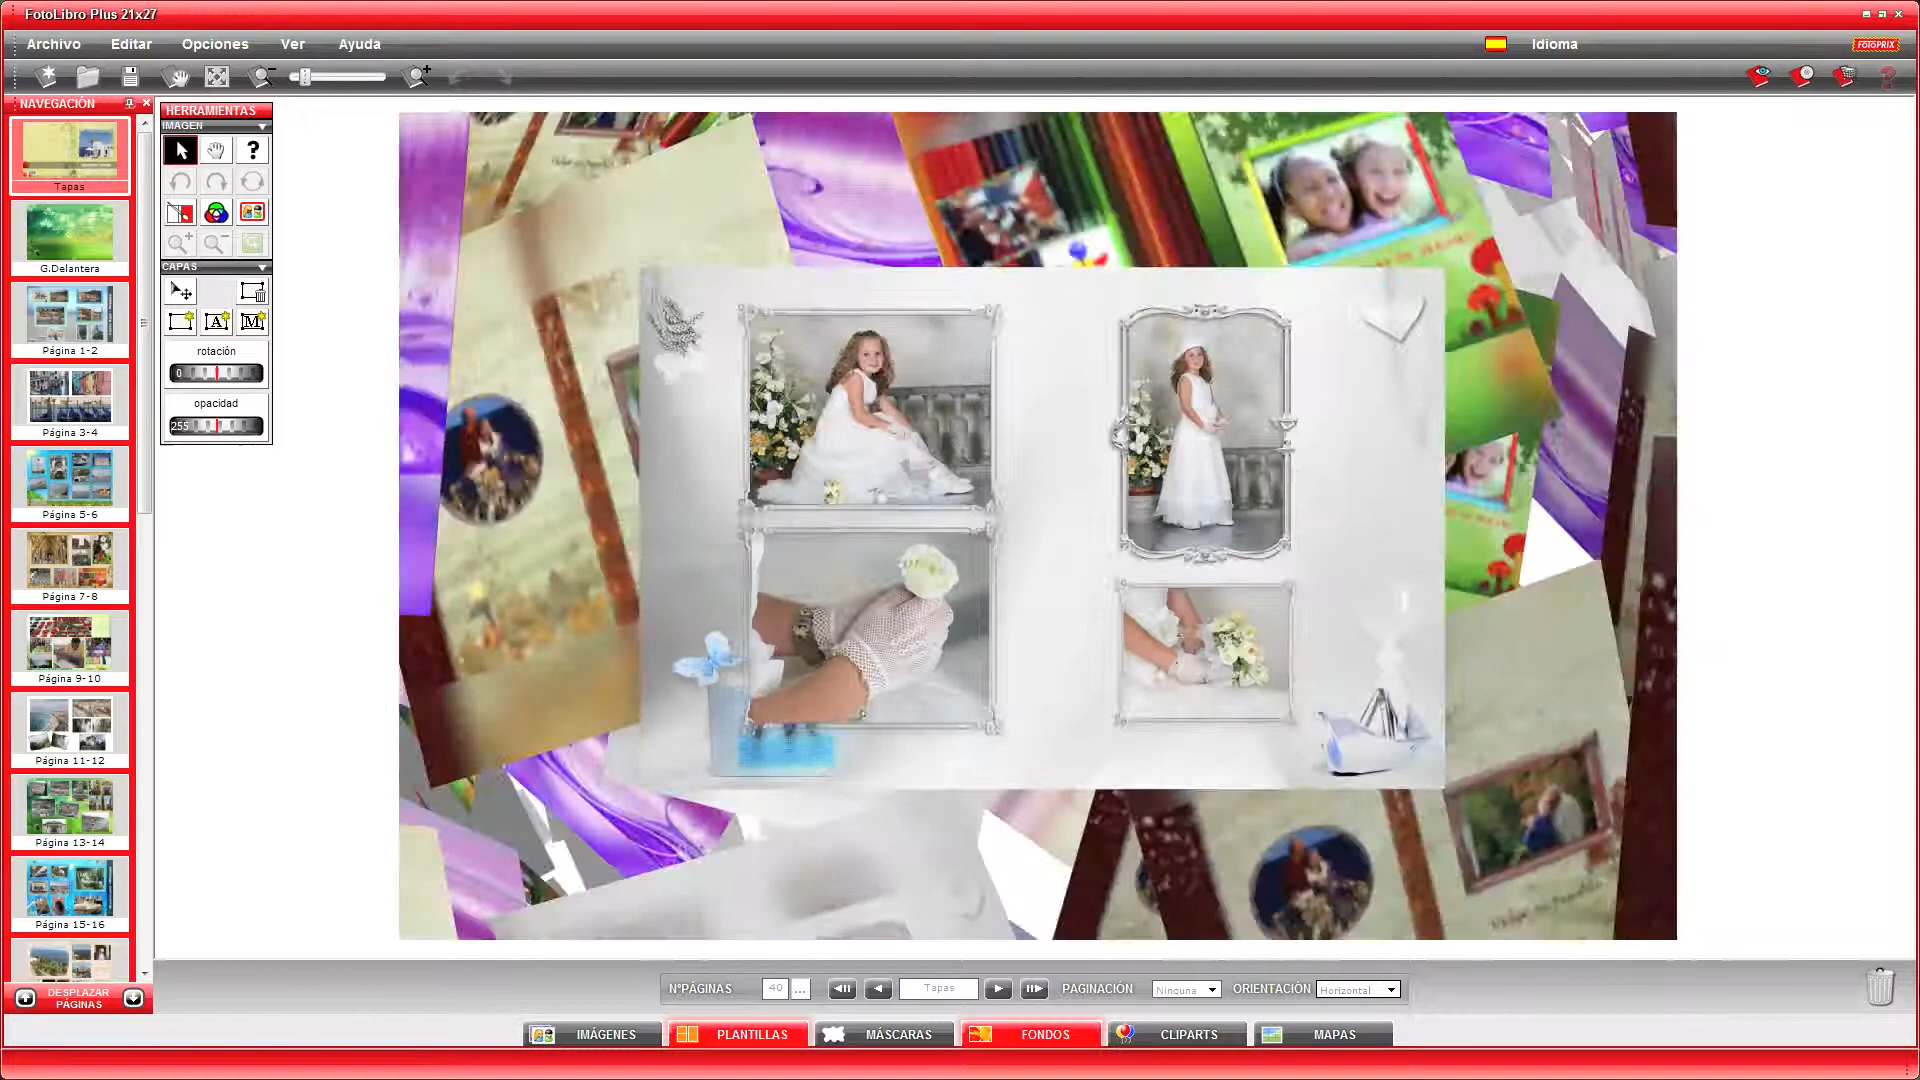 FotoLibro Plus 21x27
Archivo Editar Opciones Ver Ayuda Idioma FOTOPRIX
NAVEGACIÓN
Tapas
G.Delantera
Página 1-2
Página 3-4
Página 5-6
Página 7-8
Página 9-10
Página 11-12
Página 13-14
Página 15-16
DESPLAZAR
PÁGINAS
HERRAMIENTAS
IMAGEN
?
CAPAS
A M
rotación
0
opacidad
255
NºPÁGINAS 40 ... Tapas PAGINACIÓN Ninguna ORIENTACIÓN Horizontal
IMÁGENES PLANTILLAS MÁSCARAS FONDOS CLIPARTS MAPAS